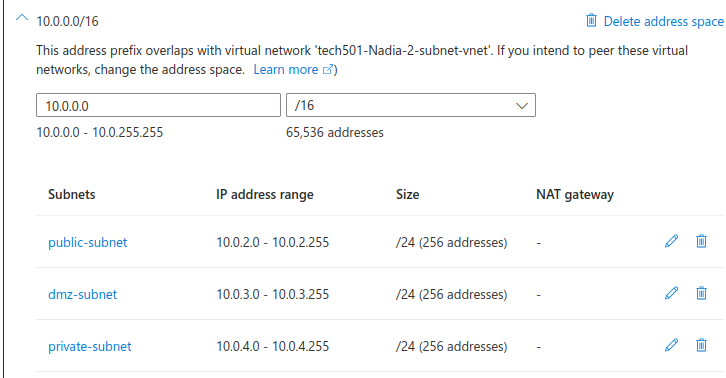 10.0.0.0/16 Delete address space
This address prefix overlaps with virtual network 'tech501-Nadia-2-subnet-vnet'. If you intend to peer these virtual
networks, change the address space. Learn more )
10.0.0.0 /16
10.0.0.0 - 10.0.255.255 65,536 addresses
Subnets IP address range Size NAT gateway
public-subnet 10.0.2.0 - 10.0.2.255 /24 (256 addresses) -
dmz-subnet 10.0.3.0 - 10.0.3.255 /24 (256 addresses) -
private-subnet 10.0.4.0 - 10.0.4.255 /24 (256 addresses) -